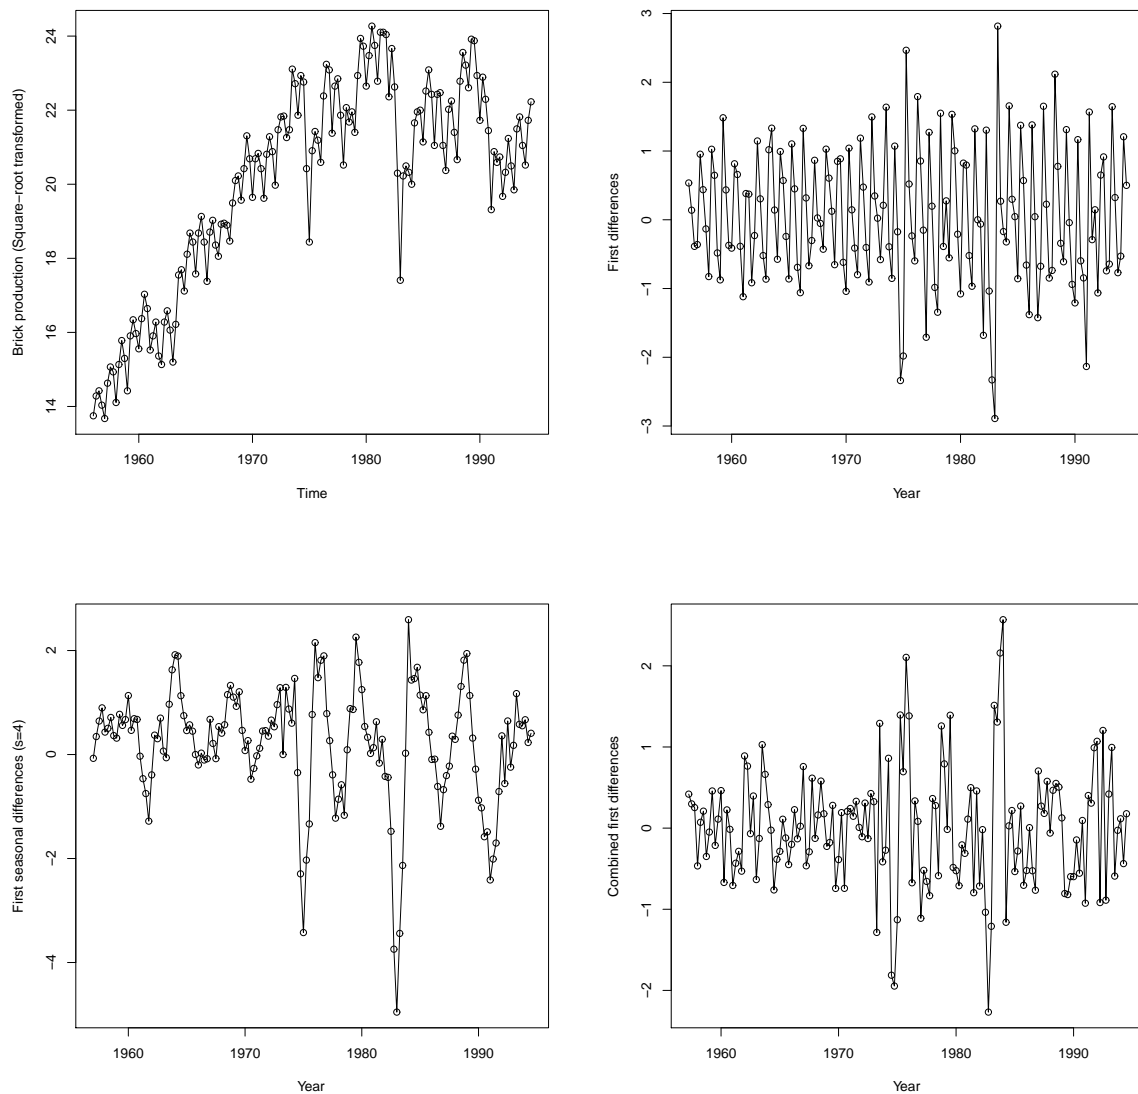 Brick production (Square−root transformed)
24
22
20
18
16
14
1960 1970 1980 1990
Time
First differences
3
2
1
0
−1
−2
−3
1960 1970 1980 1990
Year
First seasonal differences (s=4)
2
0
−2
−4
1960 1970 1980 1990
Year
Combined first differences
2
1
0
−1
−2
1960 1970 1980 1990
Year